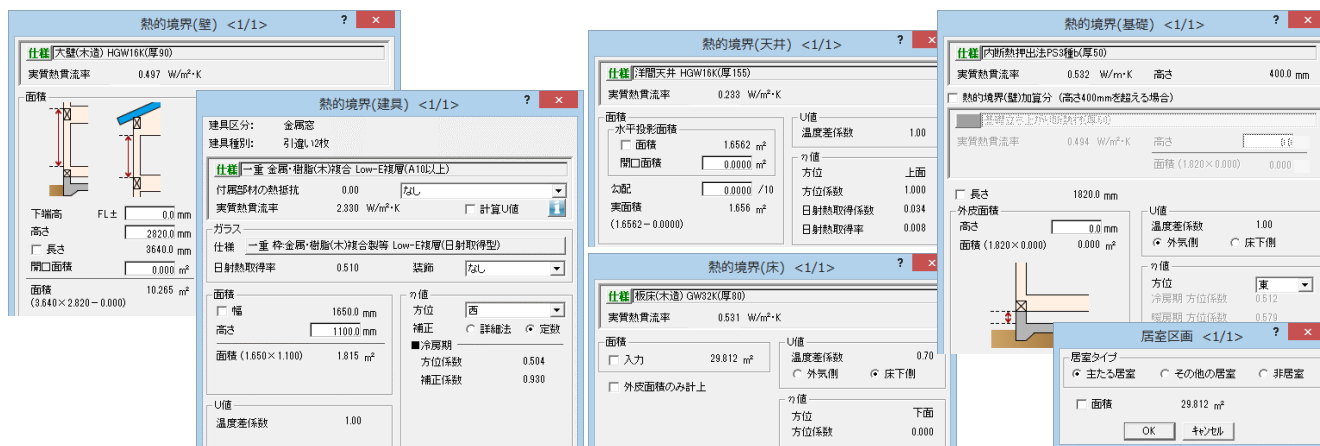 熱的境界(壁) <1/1>
? ×
仕様 大壁(木造) HGW16K(厚90)
実質熱貫流率 0.497 W/m²・K
面積
下端高 FL± 0.0 mm
高さ 2820.0 mm
長さ 3640.0 mm
開口面積 0.000 m²
面積 10.265 m²
(3.640×2.820-0.000)
熱的境界(建具) <1/1>
? ×
建具区分: 金属窓
建具種別: 引違い2枚
仕様 一重 金属・樹脂(木)複合 Low-E複層(A10以上)
付属部材の熱抵抗 0.00 なし
実質熱貫流率 2.330 W/m²・K 計算U値 i
ガラス
仕様 一重 枠:金属・樹脂(木)複合製等 Low-E複層(日射取得型)
日射熱取得率 0.510 装飾 なし
面積
幅 1650.0 mm
高さ 1100.0 mm
面積 (1.650×1.100) 1.815 m²
U値
温度差係数 1.00
η値
方位 西
補正 詳細法 定数
■冷房期
方位係数 0.504
補正係数 0.930
熱的境界(天井) <1/1>
? ×
仕様 洋間天井 HGW16K(厚155)
実質熱貫流率 0.233 W/m²・K
面積
水平投影面積
面積 1.6562 m²
開口面積 0.0000 m²
勾配 0.0000 /10
実面積 1.656 m²
(1.6562-0.0000)
U値
温度差係数 1.00
η値
方位 上面
方位係数 1.000
日射熱取得係数 0.034
日射熱取得率 0.008
熱的境界(床) <1/1>
? ×
仕様 板床(木造) GW32K(厚80)
実質熱貫流率 0.531 W/m²・K
面積
入力 29.812 m²
外皮面積のみ計上
U値
温度差係数 0.70
外気側 床下側
η値
方位 下面
方位係数 0.000
熱的境界(基礎) <1/1>
? ×
仕様 内断熱押出法PS3種b(厚50)
実質熱貫流率 0.532 W/m・K 高さ 400.0 mm
熱的境界(壁)加算分 (高さ400mmを超える場合)
実質熱貫流率 0.494 W/m²・K 高さ 0.0
面積 (1.820×0.000) 0.000
長さ 1820.0 mm
外皮面積
高さ 0.0 mm
面積 (1.820×0.000) 0.000 m²
U値
温度差係数 1.00
外気側 床下側
η値
方位 東
冷房期 方位係数 0.512
暖房期 方位係数 0.579
居室区画 <1/1>
? ×
居室タイプ
主たる居室 その他の居室 非居室
面積 29.812 m²
OK キャンセル